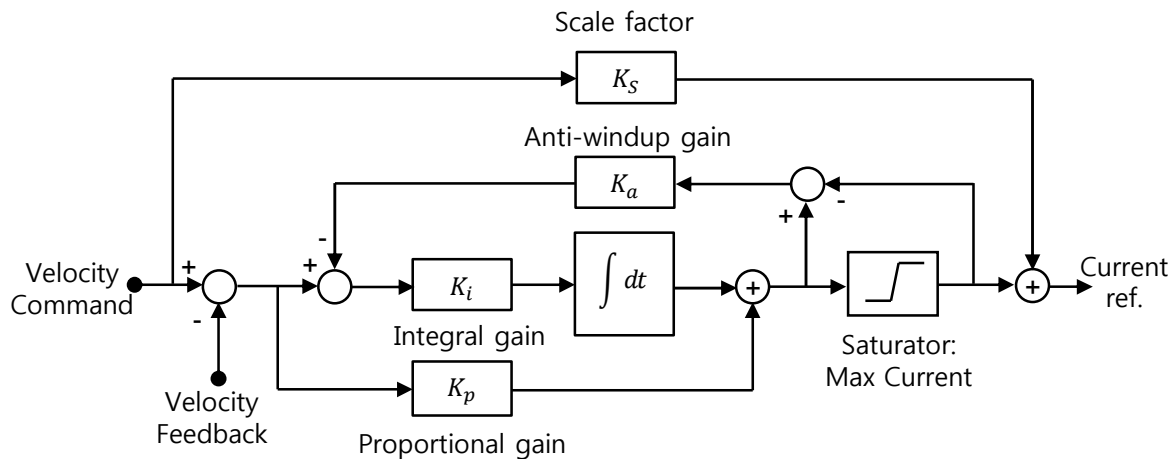 Scale factor
K_S
Anti-windup gain
K_a
-
+
-
Velocity
Command
+
-
+
K_i
∫ dt
+
+
Current
ref.
Integral gain
Saturator:
Max Current
K_p
Velocity
Feedback
Proportional gain